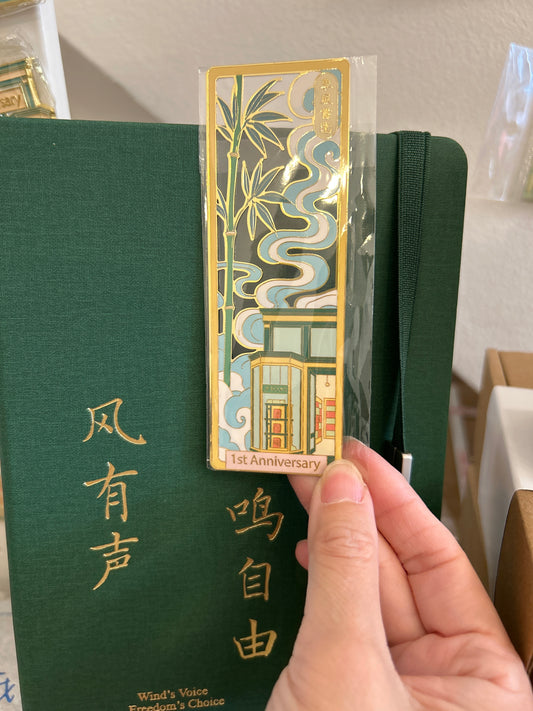 1st Anniversary
风有声
鸣自由
Wind's Voice
Freedom's Choice